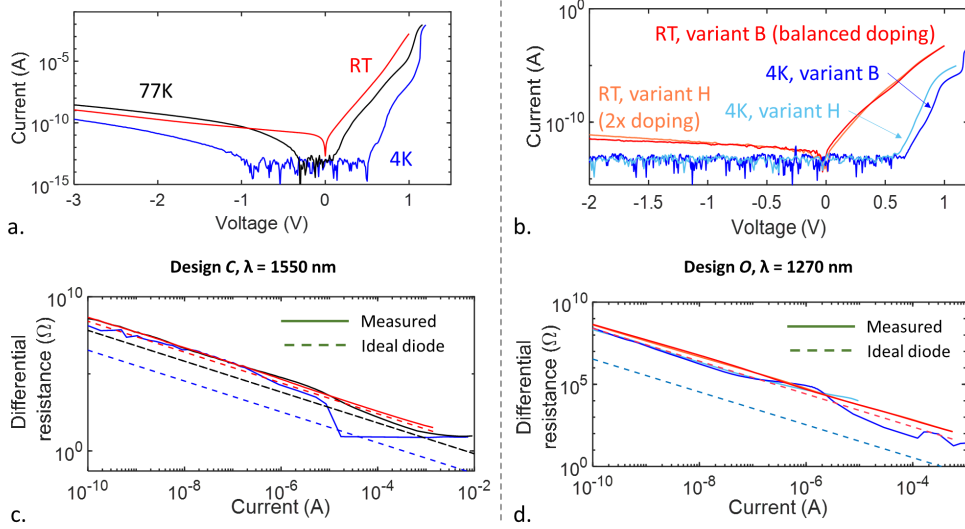 10^-5
10^-10
10^-15
Current (A)
RT
77K
4K
-3
-2
-1
0
1
Voltage (V)
a.
10^0
10^-10
Current (A)
RT, variant B (balanced doping)
4K, variant B
RT, variant H
(2x doping)
4K, variant H
-2
-1.5
-1
-0.5
0
0.5
1
Voltage (V)
b.
Design C, λ = 1550 nm
10^10
10^0
Differential
resistance (Ω)
Measured
Ideal diode
10^-10
10^-8
10^-6
10^-4
10^-2
Current (A)
c.
Design O, λ = 1270 nm
10^10
10^5
10^0
Differential
resistance (Ω)
Measured
Ideal diode
10^-10
10^-8
10^-6
10^-4
Current (A)
d.